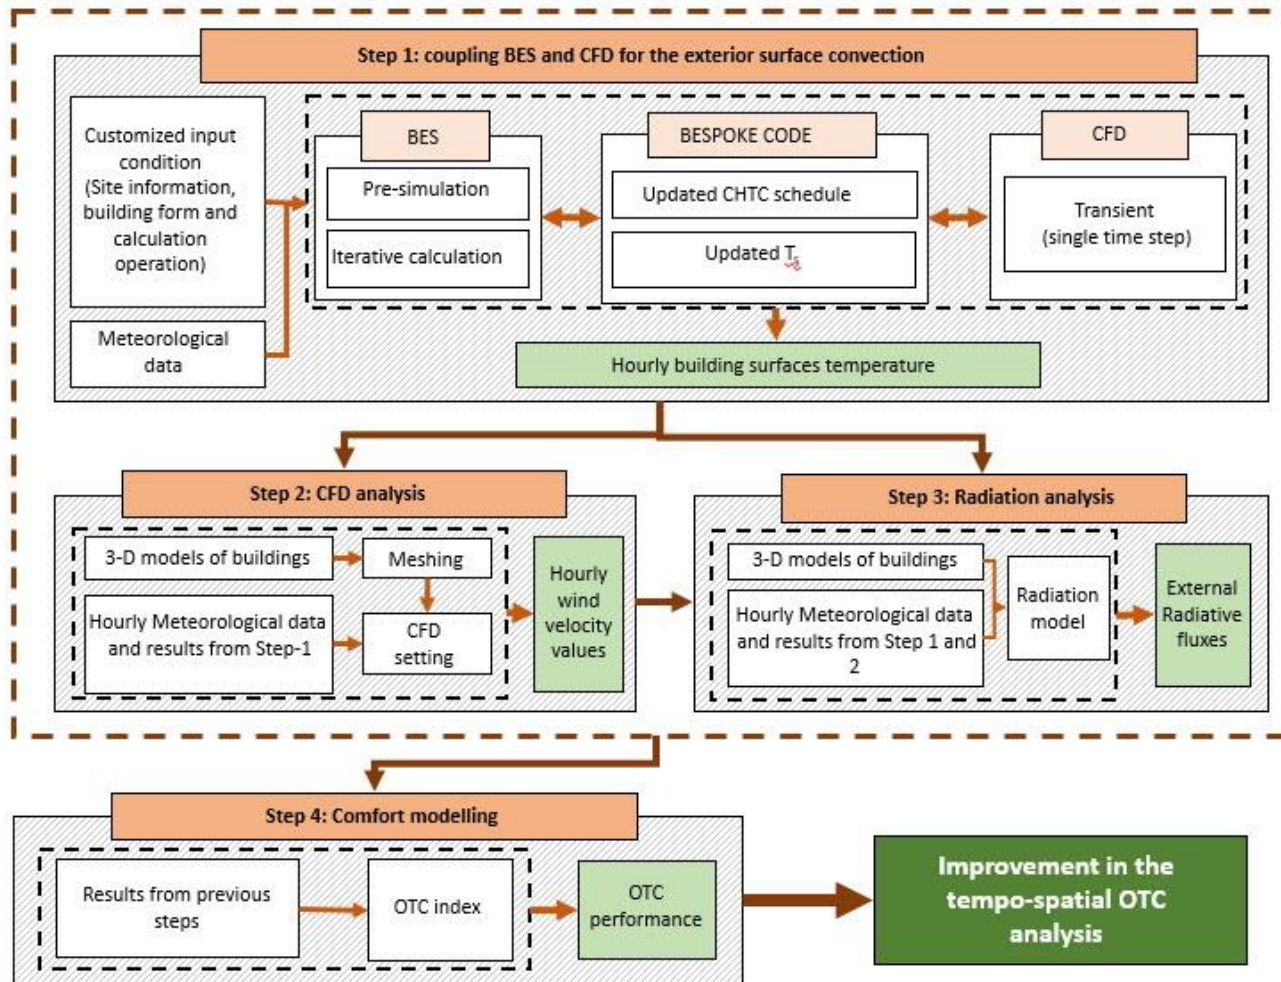 Step 1: coupling BES and CFD for the exterior surface convection
Customized input
condition
(Site information,
building form and
calculation
operation)
Meteorological
data
BES
Pre-simulation
Iterative calculation
BESPOKE CODE
Updated CHTC schedule
Updated Ts
CFD
Transient
(single time step)
Hourly building surfaces temperature
Step 2: CFD analysis
3-D models of buildings
Meshing
Hourly Meteorological data
and results from Step-1
CFD
setting
Hourly
wind
velocity
values
Step 3: Radiation analysis
3-D models of buildings
Hourly Meteorological data
and results from Step 1 and
2
Radiation
model
External
Radiative
fluxes
Step 4: Comfort modelling
Results from previous
steps
OTC index
OTC
performance
Improvement in the
tempo-spatial OTC
analysis